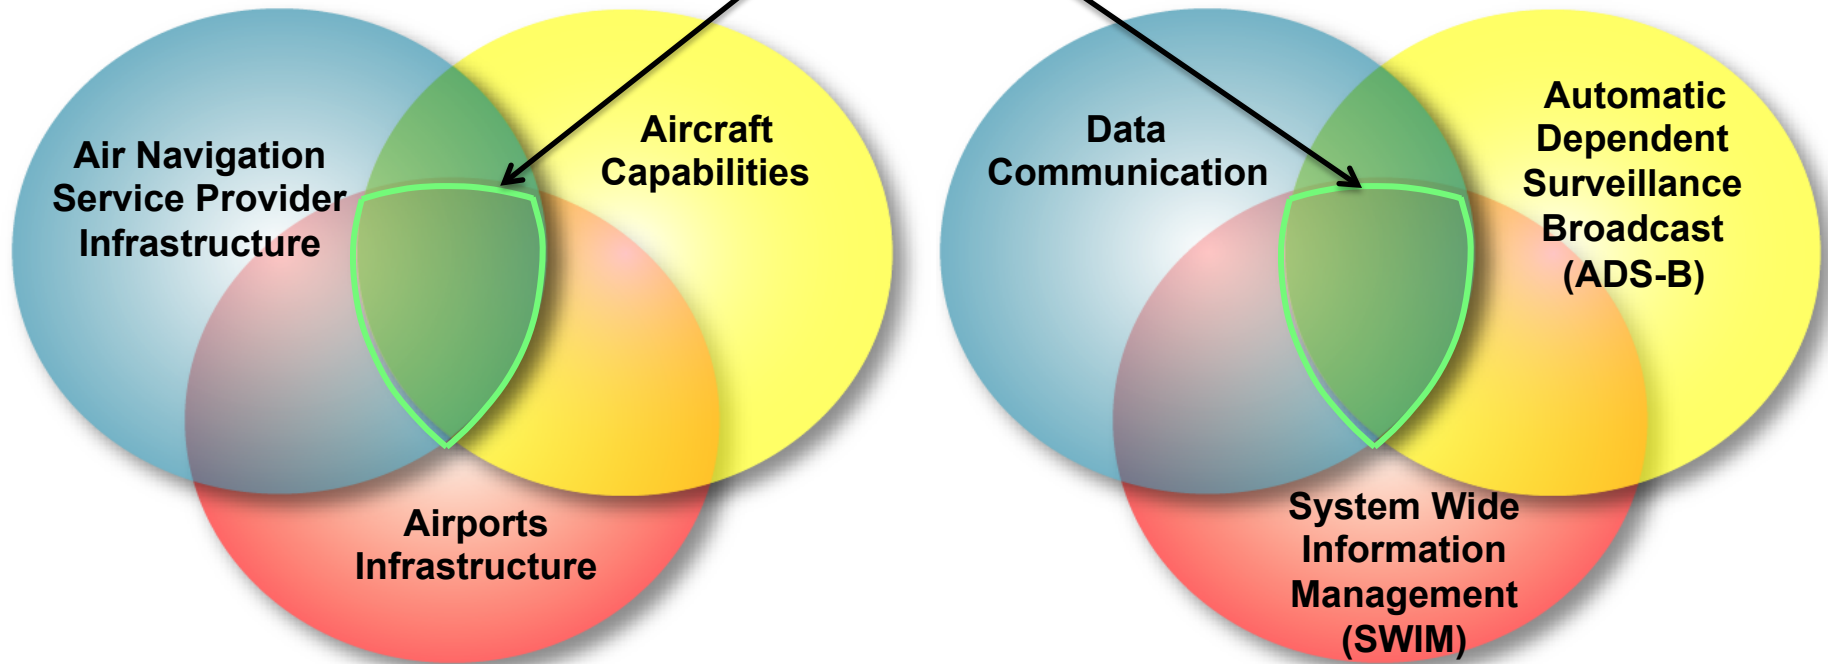 Air Navigation
Service Provider
Infrastructure
Aircraft
Capabilities
Airports
Infrastructure
Data
Communication
Automatic
Dependent
Surveillance
Broadcast
(ADS-B)
System Wide
Information
Management
(SWIM)